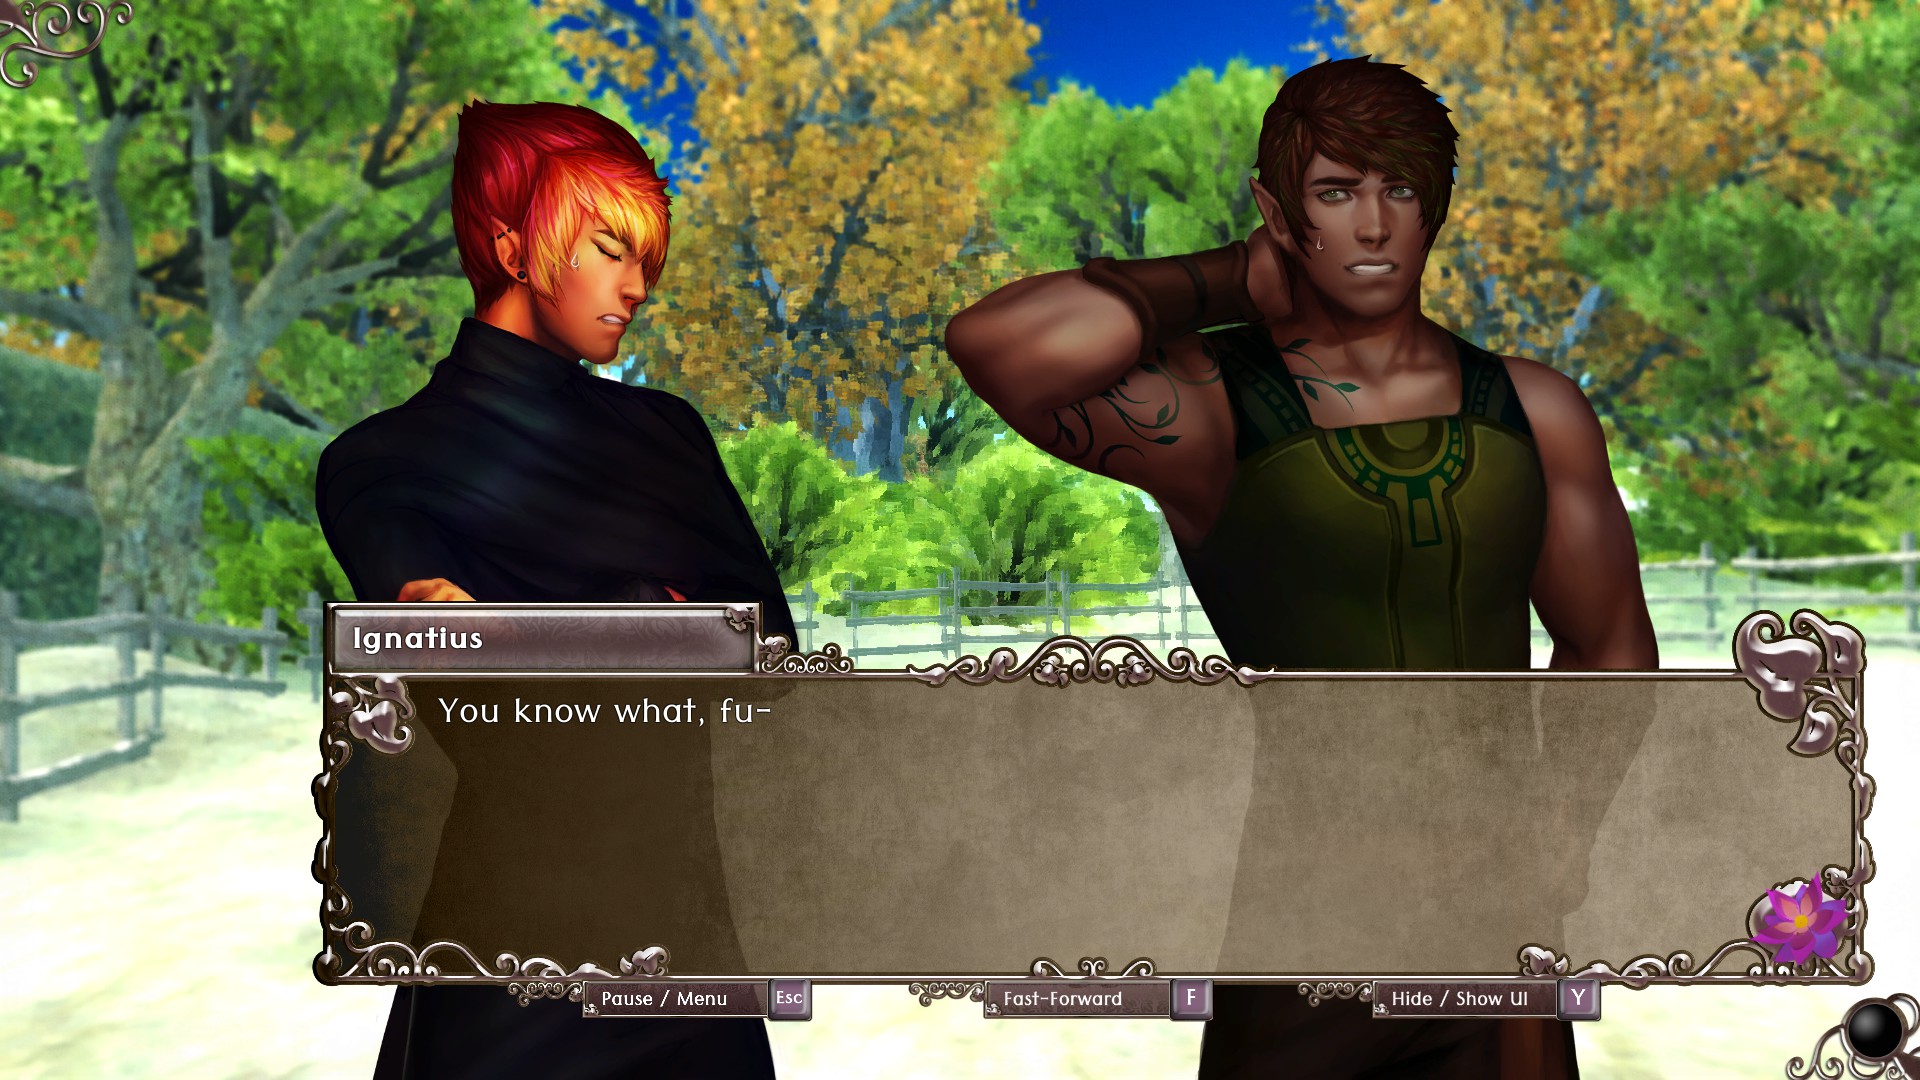 Ignatius
You know what, fu-
Pause / Menu Esc
Fast-Forward F
Hide / Show UI Y